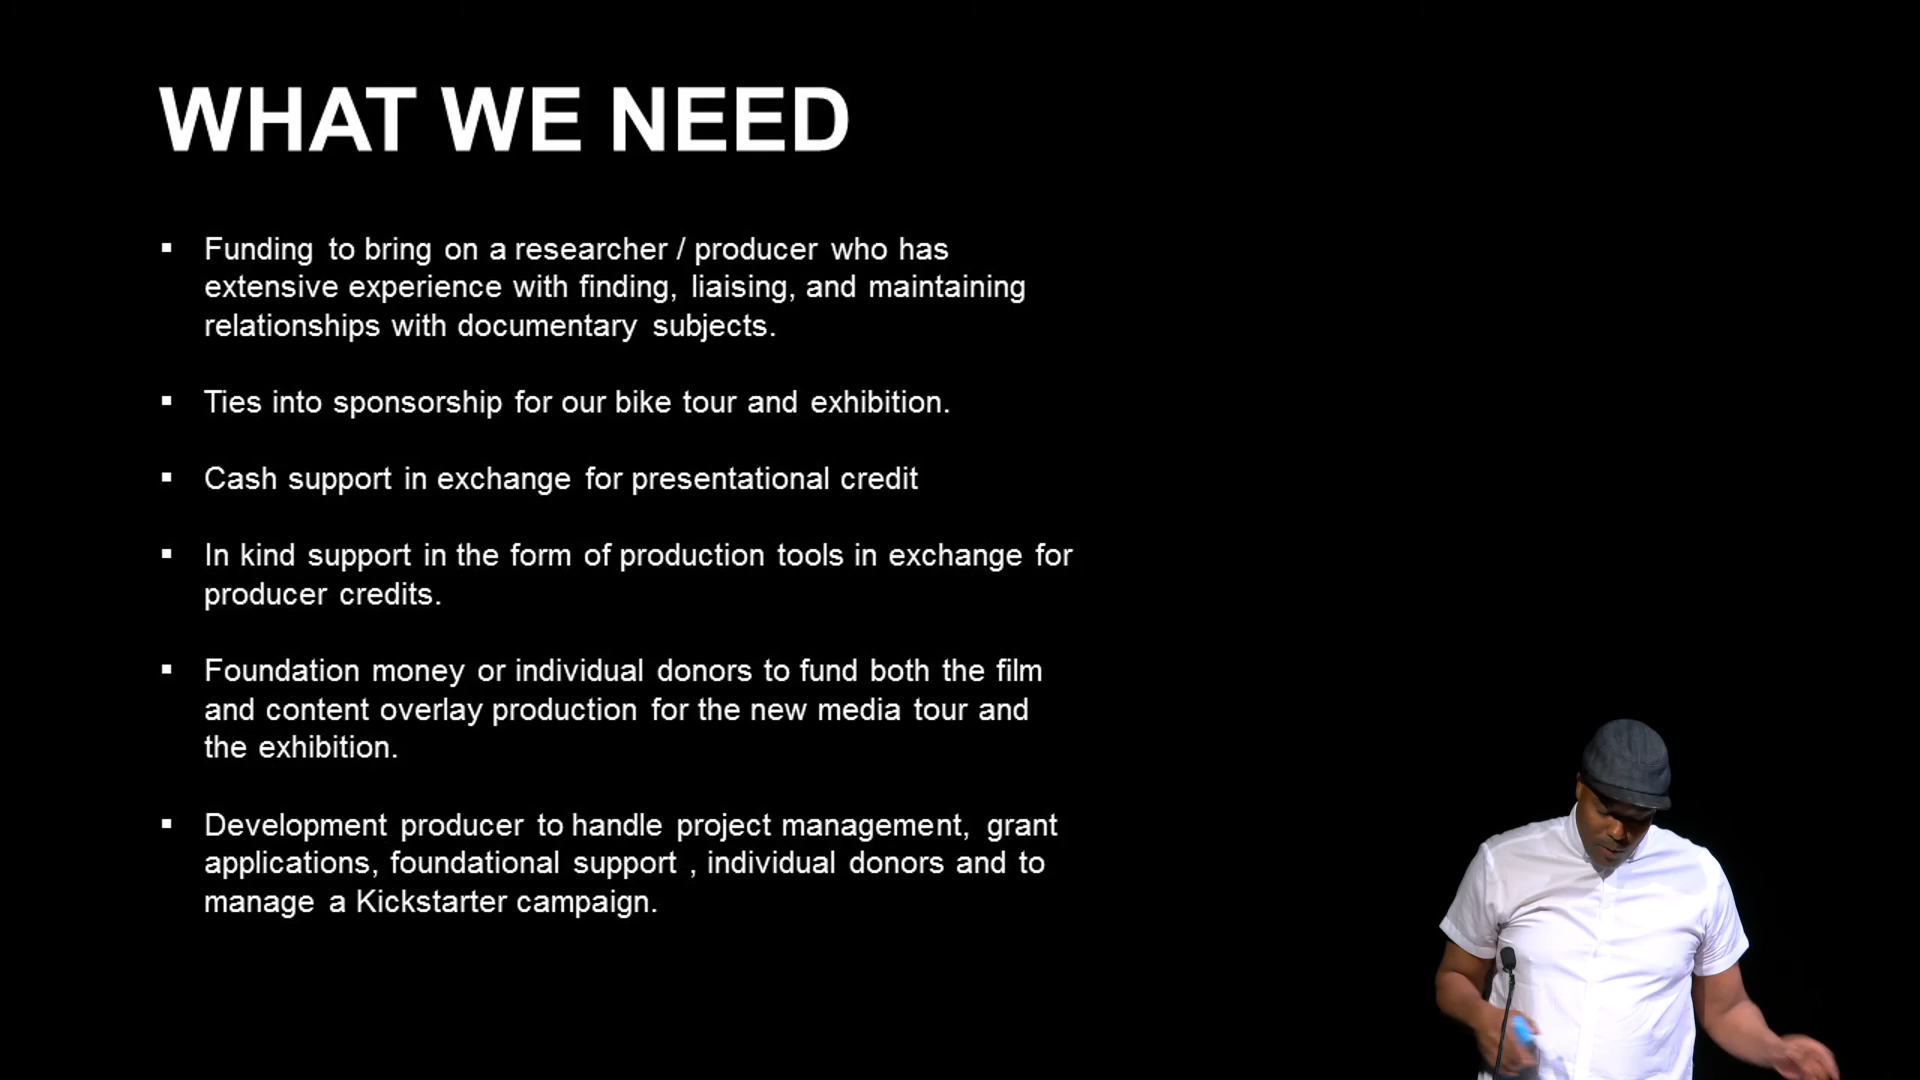 WHAT WE NEED
▪ Funding to bring on a researcher / producer who has
extensive experience with finding, liaising, and maintaining
relationships with documentary subjects.
▪ Ties into sponsorship for our bike tour and exhibition.
▪ Cash support in exchange for presentational credit
▪ In kind support in the form of production tools in exchange for
producer credits.
▪ Foundation money or individual donors to fund both the film
and content overlay production for the new media tour and
the exhibition.
▪ Development producer to handle project management, grant
applications, foundational support , individual donors and to
manage a Kickstarter campaign.